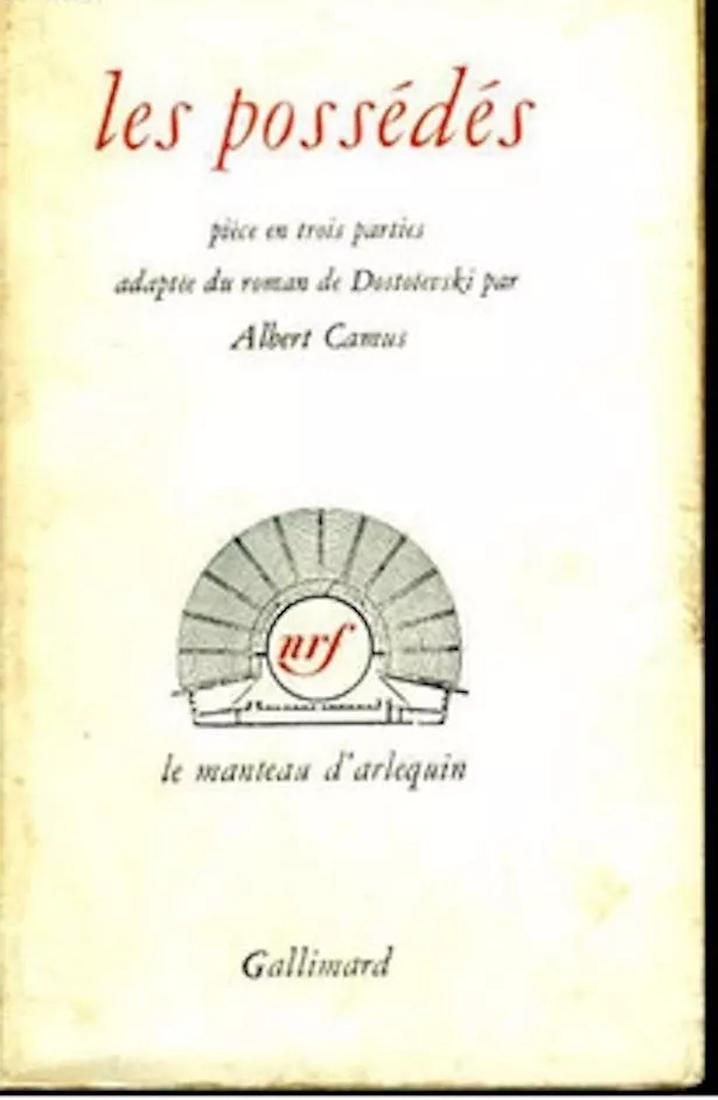 les possédés
pièce en trois parties
adaptée du roman de Dostoïevski par
Albert Camus
nrf
le manteau d'arlequin
Gallimard